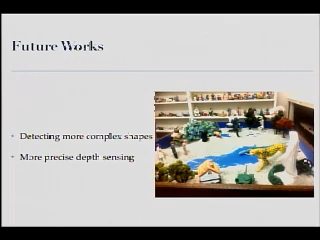 Future Works
Detecting more complex shapes
More precise depth sensing